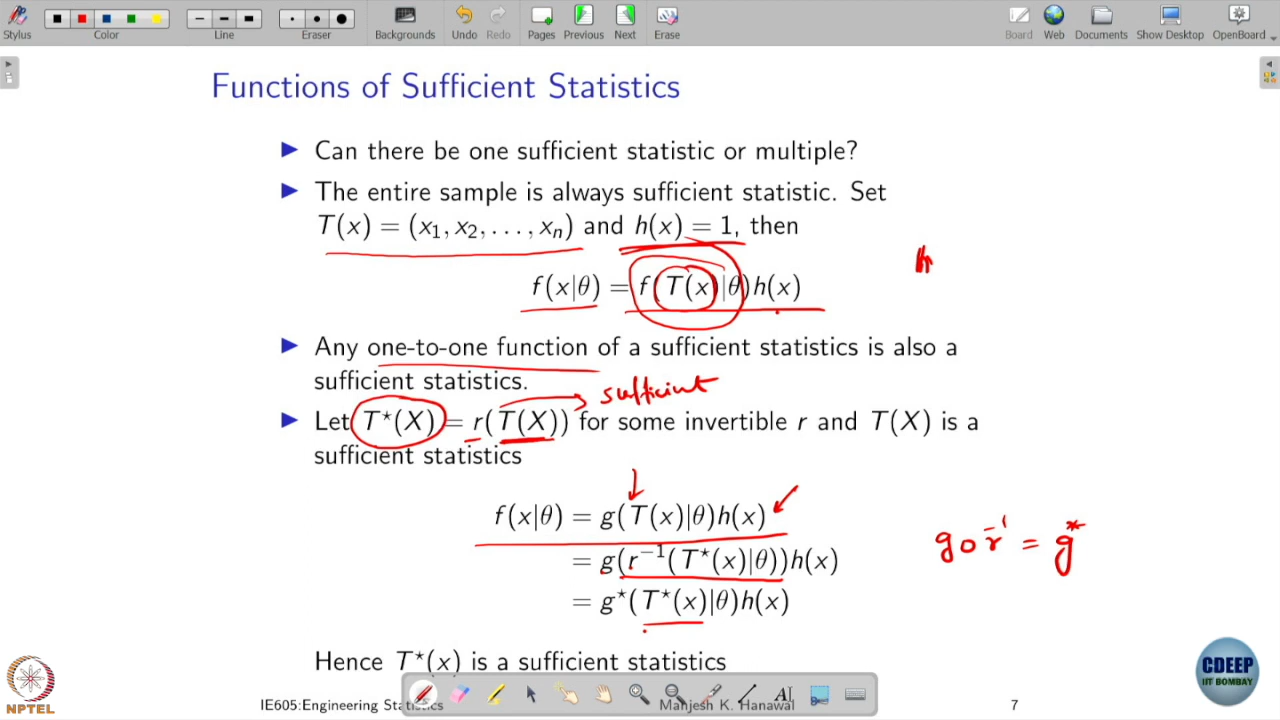 Stylus Color Line Eraser Backgrounds Undo Redo Pages Previous Next Erase Board Web Documents Show Desktop OpenBoard
Functions of Sufficient Statistics
▶ Can there be one sufficient statistic or multiple?
▶ The entire sample is always sufficient statistic. Set
T(x) = (x₁, x₂, . . . , xₙ) and h(x) = 1, then
f(x|θ) = f(T(x)|θ)h(x)
▶ Any one-to-one function of a sufficient statistics is also a
sufficient statistics.
sufficient
▶ Let T⋆(X) = r(T(X)) for some invertible r and T(X) is a
sufficient statistics
f(x|θ) = g(T(x)|θ)h(x)
= g(r⁻¹(T⋆(x)|θ))h(x)
g o r⁻¹ = g*
= g⋆(T⋆(x)|θ)h(x)
Hence T⋆(x) is a sufficient statistics
NPTEL
IE605:Engineering Statistics Manjesh K. Hanawal 7
CDEEP
IIT BOMBAY